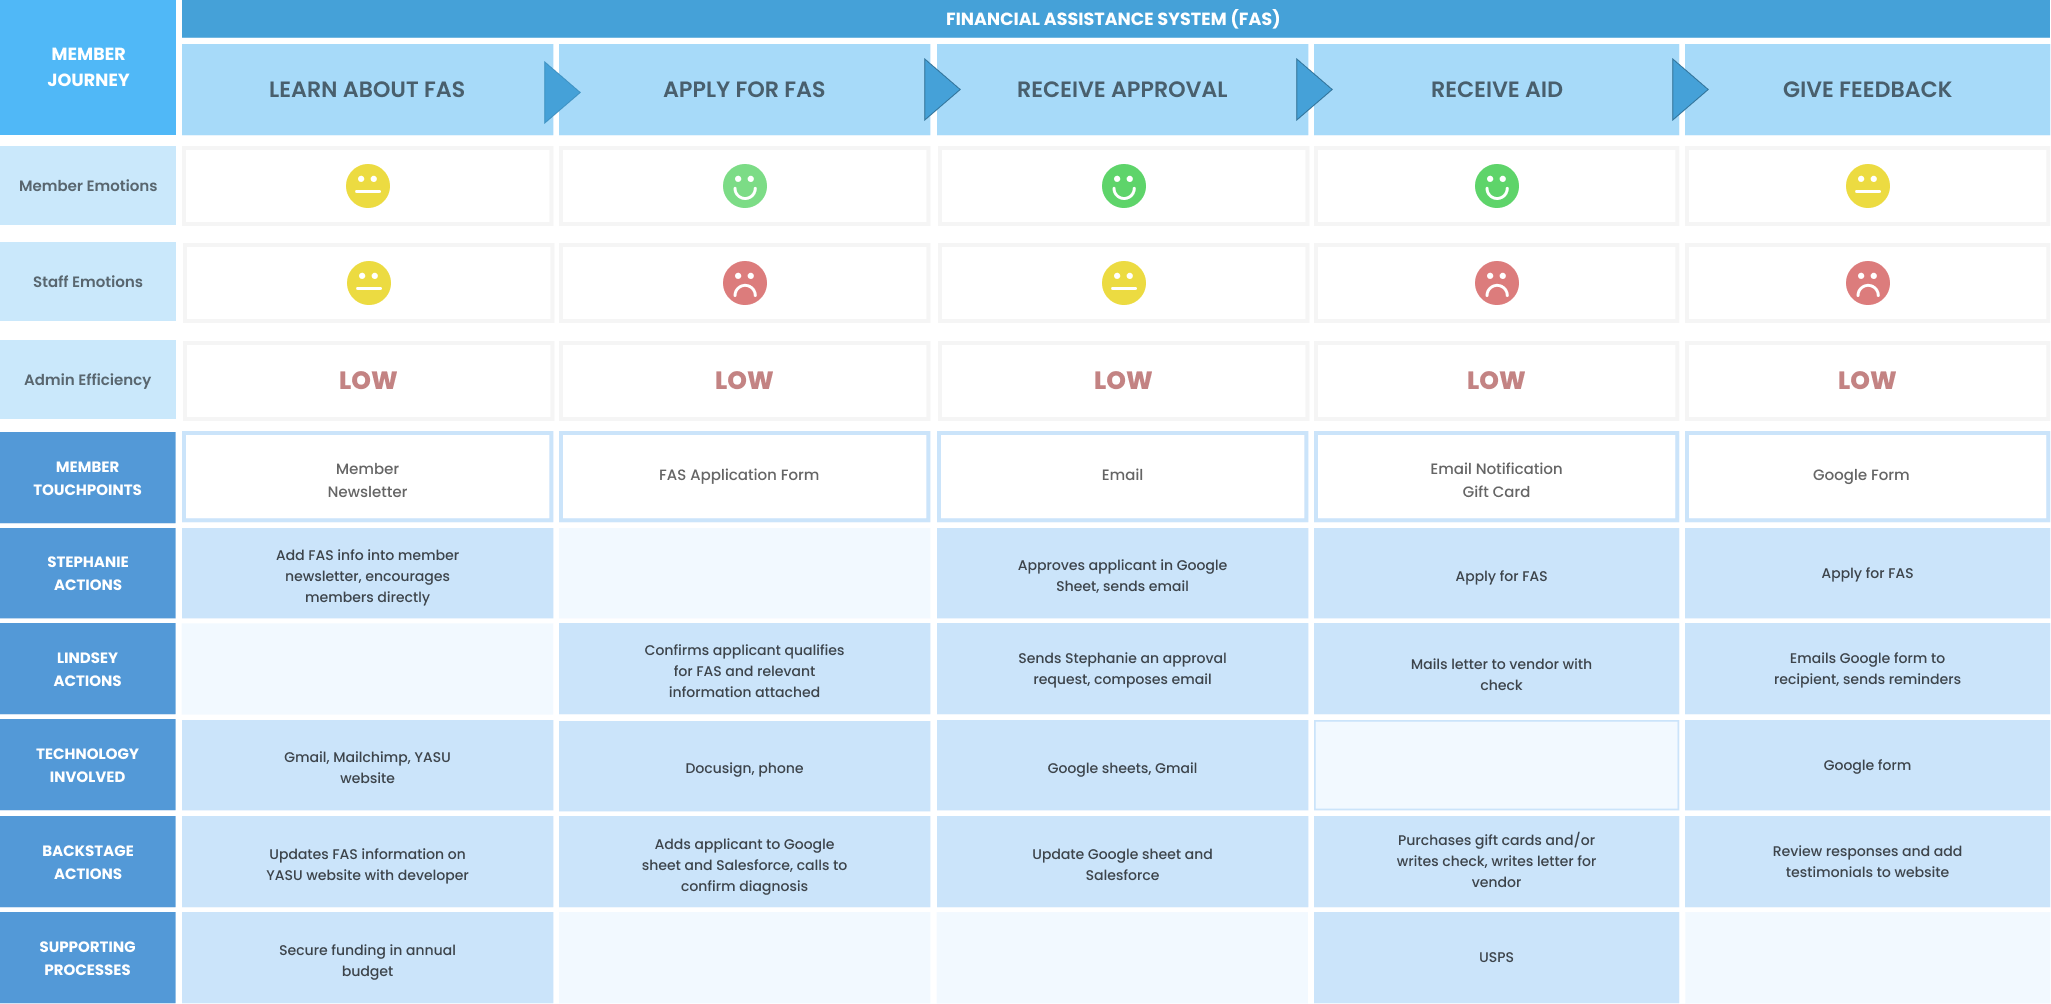 FINANCIAL ASSISTANCE SYSTEM (FAS)
MEMBER
JOURNEY
LEARN ABOUT FAS
APPLY FOR FAS
RECEIVE APPROVAL
RECEIVE AID
GIVE FEEDBACK
Member Emotions
Staff Emotions
Admin Efficiency
LOW
LOW
LOW
LOW
LOW
MEMBER
TOUCHPOINTS
Member
Newsletter
FAS Application Form
Email
Email Notification
Gift Card
Google Form
STEPHANIE
ACTIONS
Add FAS info into member
newsletter, encourages
members directly
Approves applicant in Google
Sheet, sends email
Apply for FAS
Apply for FAS
LINDSEY
ACTIONS
Confirms applicant qualifies
for FAS and relevant
information attached
Sends Stephanie an approval
request, composes email
Mails letter to vendor with
check
Emails Google form to
recipient, sends reminders
TECHNOLOGY
INVOLVED
Gmail, Mailchimp, YASU
website
Docusign, phone
Google sheets, Gmail
Google form
BACKSTAGE
ACTIONS
Updates FAS information on
YASU website with developer
Adds applicant to Google
sheet and Salesforce, calls to
confirm diagnosis
Update Google sheet and
Salesforce
Purchases gift cards and/or
writes check, writes letter for
vendor
Review responses and add
testimonials to website
SUPPORTING
PROCESSES
Secure funding in annual
budget
USPS